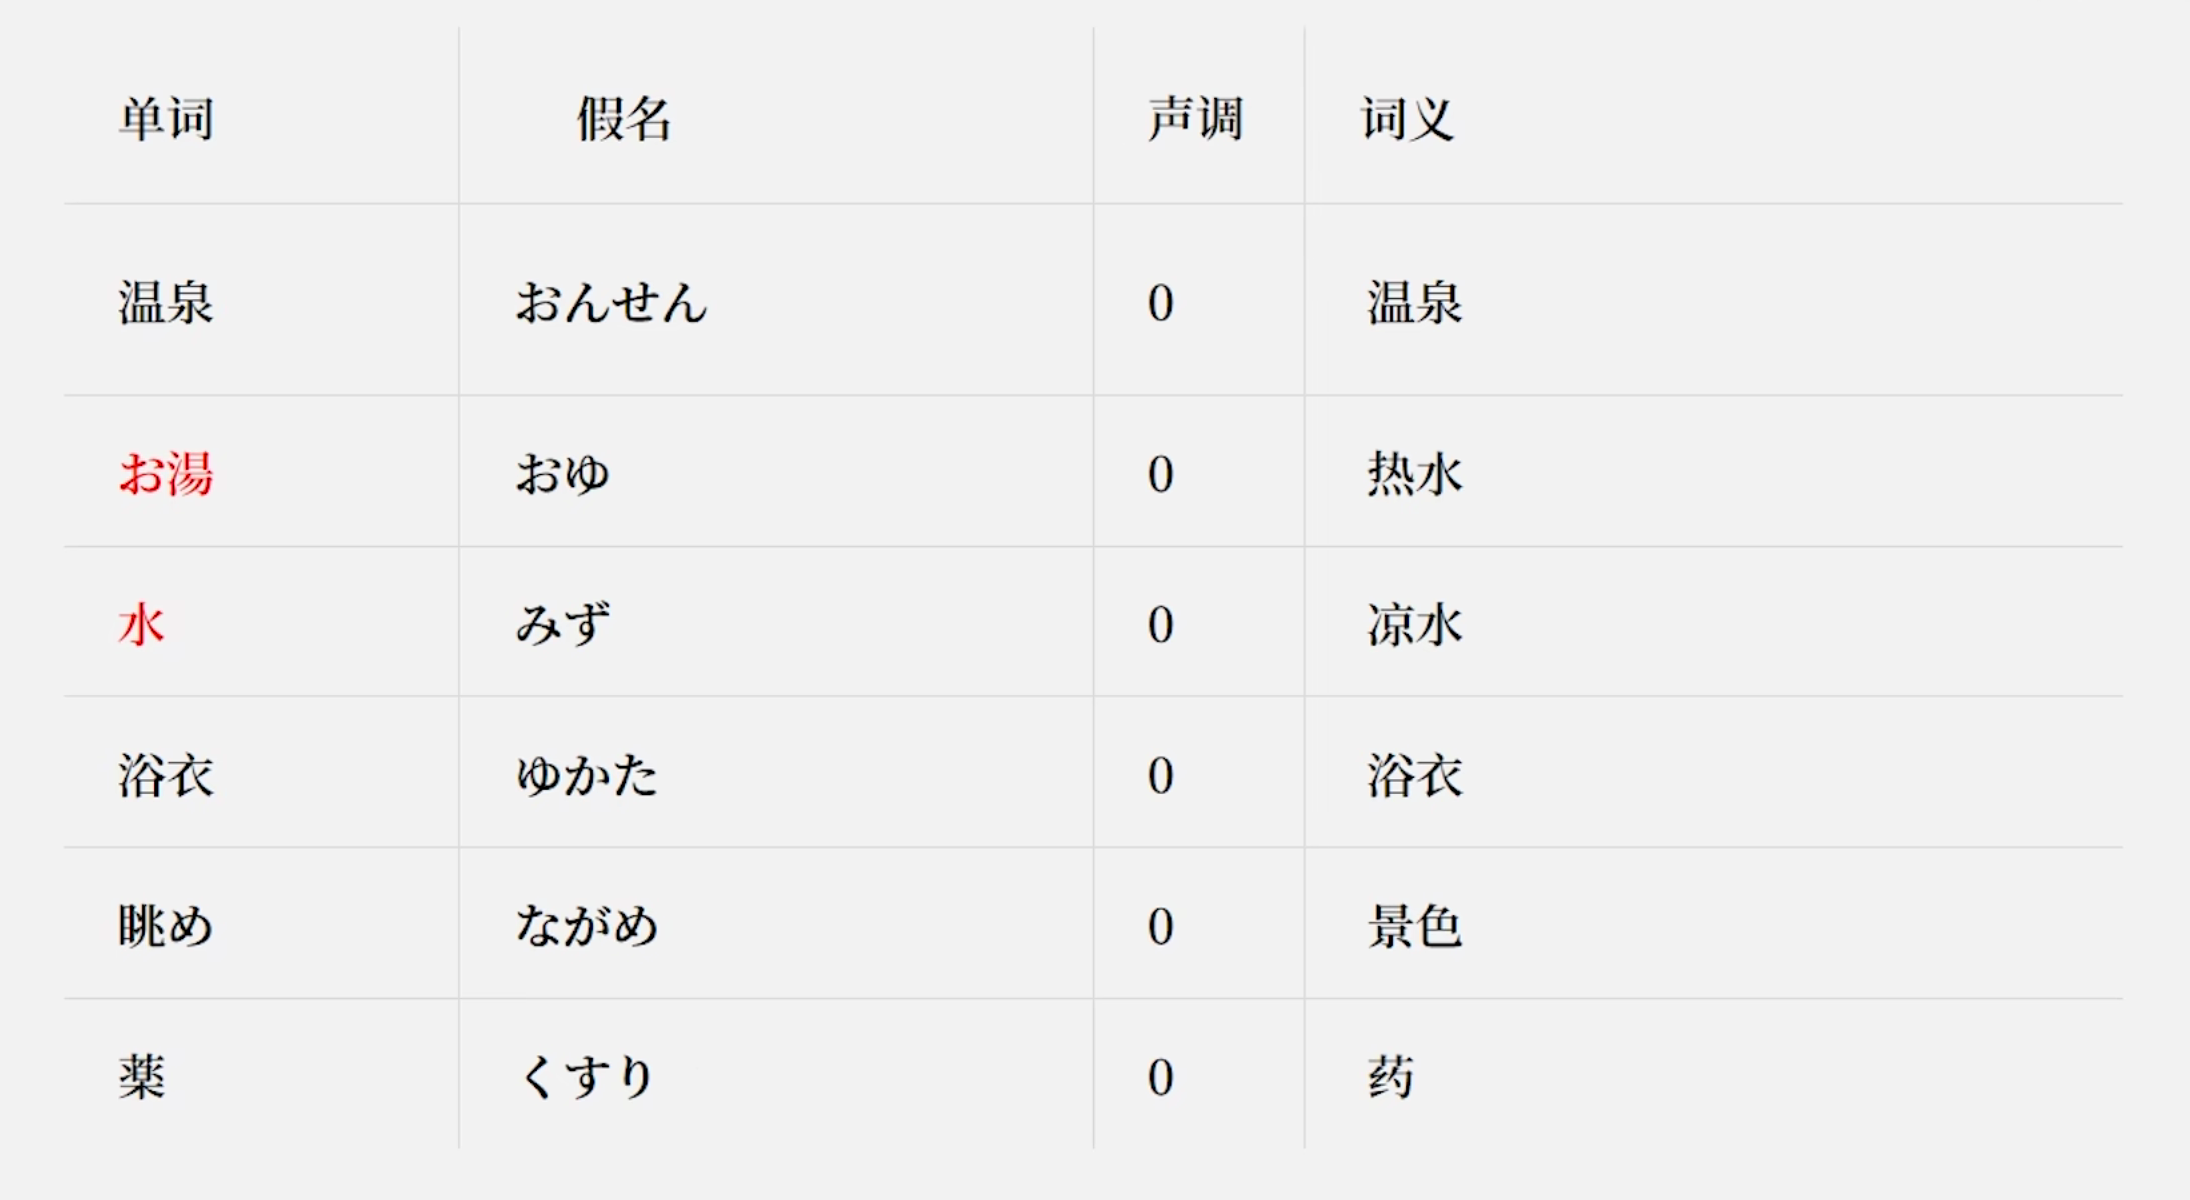 单词 假名 声调 词义
温泉 おんせん 0 温泉
お湯 おゆ 0 热水
水 みず 0 凉水
浴衣 ゆかた 0 浴衣
眺め ながめ 0 景色
薬 くすり 0 药